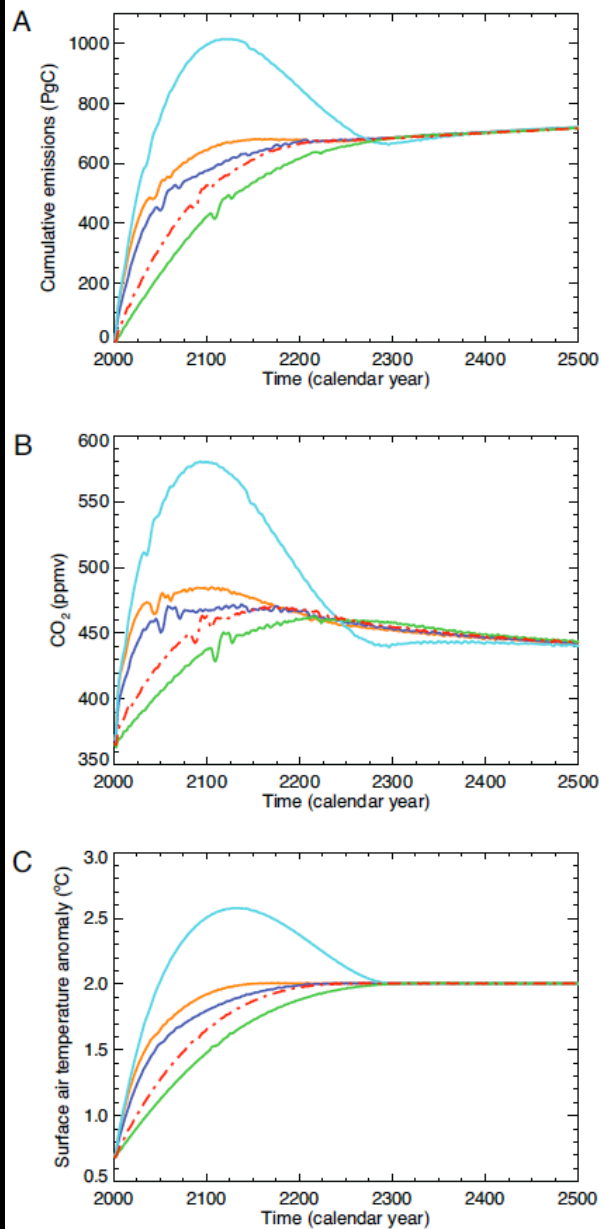 A
Cumulative emissions (PgC)
1000
800
600
400
200
0
2000 2100 2200 2300 2400 2500
Time (calendar year)
B
CO2 (ppmv)
600
550
500
450
400
350
2000 2100 2200 2300 2400 2500
Time (calendar year)
C
Surface air temperature anomaly (ºC)
3.0
2.5
2.0
1.5
1.0
0.5
2000 2100 2200 2300 2400 2500
Time (calendar year)